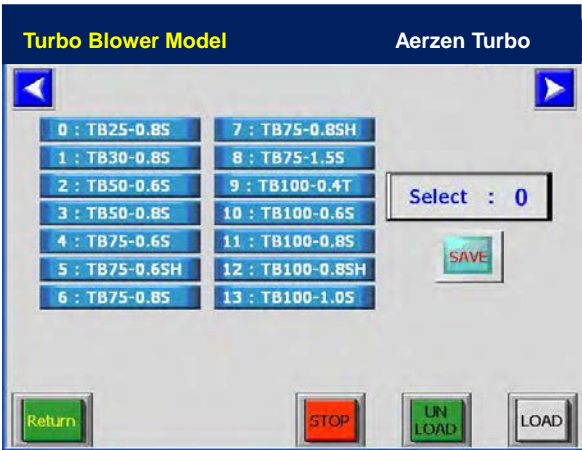 Turbo Blower Model Aerzen Turbo
0 : TB25-0.8S 7 : TB75-0.8SH
1 : TB30-0.8S 8 : TB75-1.5S
2 : TB50-0.6S 9 : TB100-0.4T
3 : TB50-0.8S 10 : TB100-0.6S
4 : TB75-0.6S 11 : TB100-0.8S
5 : TB75-0.6SH 12 : TB100-0.8SH
6 : TB75-0.8S 13 : TB100-1.0S
Select : 0
SAVE
Return STOP UN LOAD LOAD